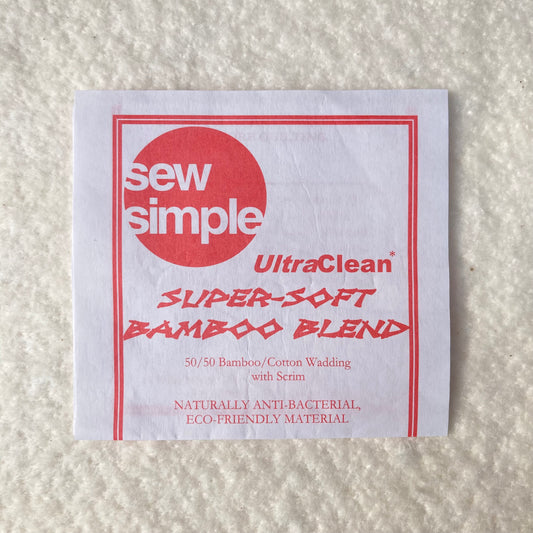 sew
simple
UltraClean*
SUPER-SOFT
BAMBOO BLEND
50/50 Bamboo/Cotton Wadding
with Scrim
NATURALLY ANTI-BACTERIAL,
ECO-FRIENDLY MATERIAL